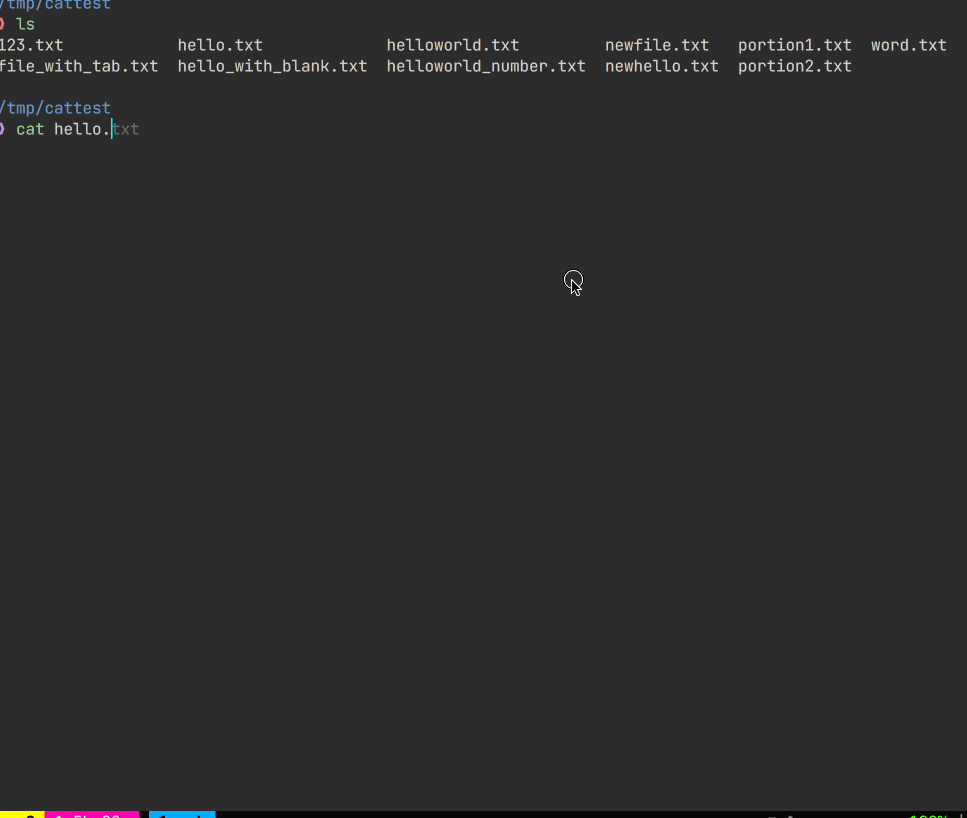 /tmp/cattest
❯ ls
123.txt hello.txt helloworld.txt newfile.txt portion1.txt word.txt
file_with_tab.txt hello_with_blank.txt helloworld_number.txt newhello.txt portion2.txt
/tmp/cattest
❯ cat hello.txt